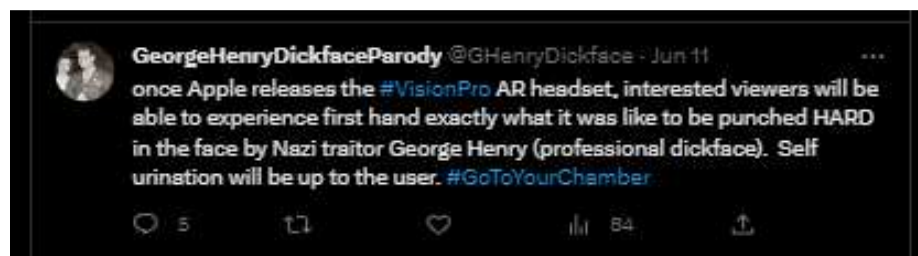 GeorgeHenryDickfaceParody @GHenryDickface · Jun 11
once Apple releases the #VisionPro AR headset, interested viewers will be
able to experience first hand exactly what it was like to be punched HARD
in the face by Nazi traitor George Henry (professional dickface). Self
urination will be up to the user. #GoToYourChamber
5 84